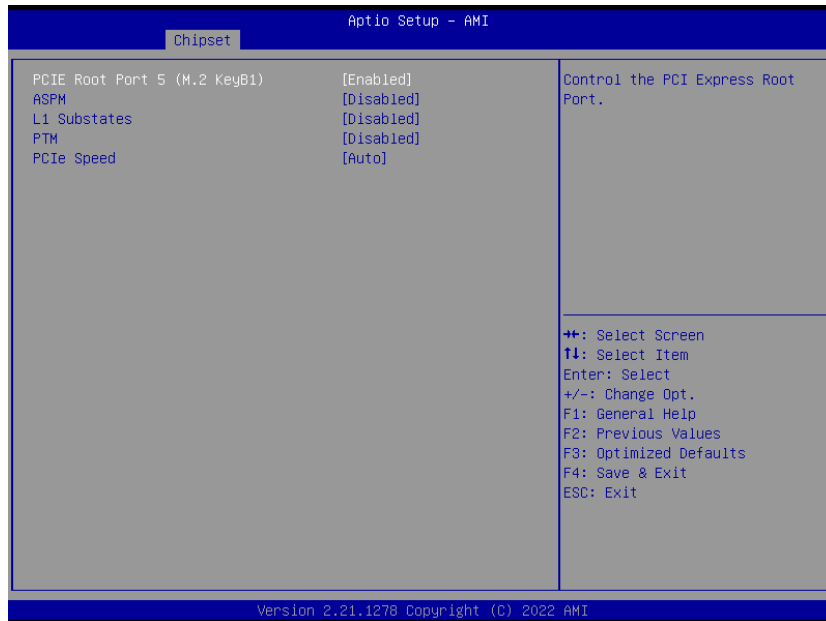 Aptio Setup – AMI
Chipset
PCIE Root Port 5 (M.2 KeyB1) [Enabled]
ASPM [Disabled]
L1 Substates [Disabled]
PTM [Disabled]
PCIe Speed [Auto]
Control the PCI Express Root
Port.
→←: Select Screen
↑↓: Select Item
Enter: Select
+/-: Change Opt.
F1: General Help
F2: Previous Values
F3: Optimized Defaults
F4: Save & Exit
ESC: Exit
Version 2.21.1278 Copyright (C) 2022 AMI